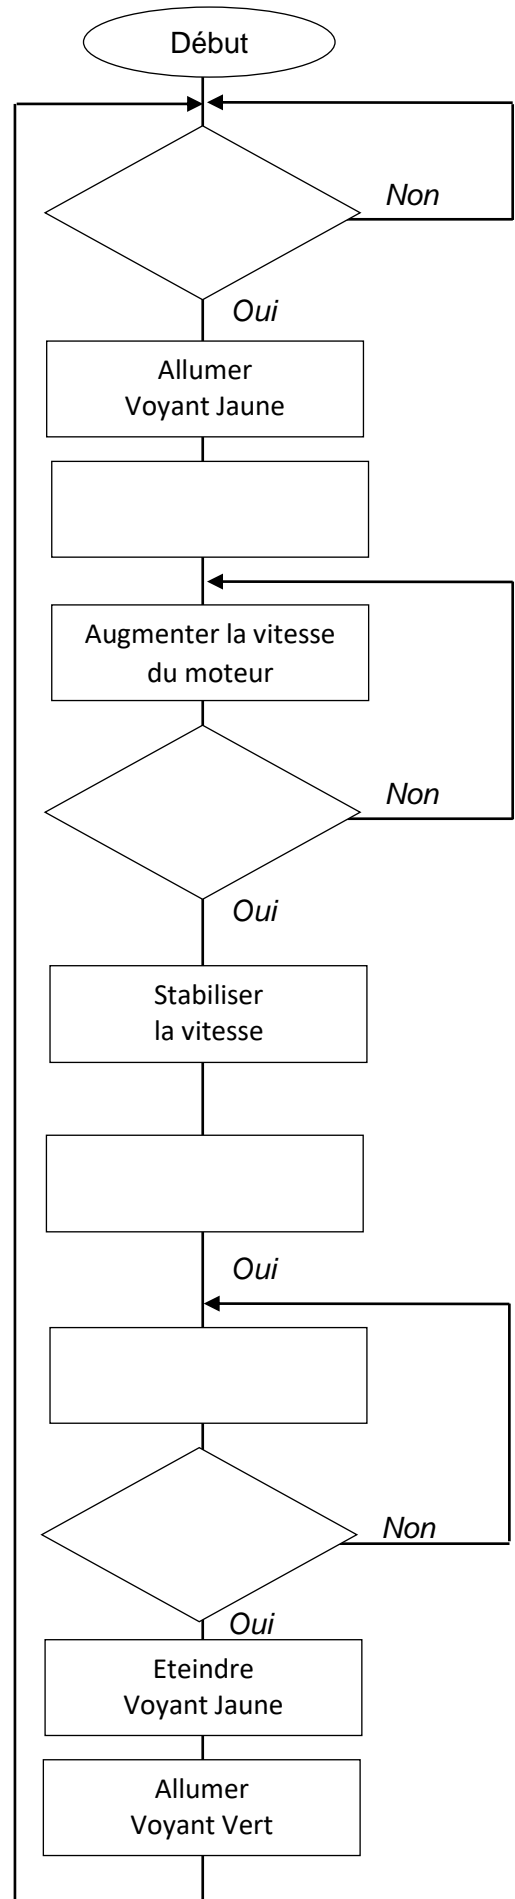 Début
Non
Oui
Allumer
Voyant Jaune
Augmenter la vitesse
du moteur
Non
Oui
Stabiliser
la vitesse
Oui
Non
Oui
Eteindre
Voyant Jaune
Allumer
Voyant Vert